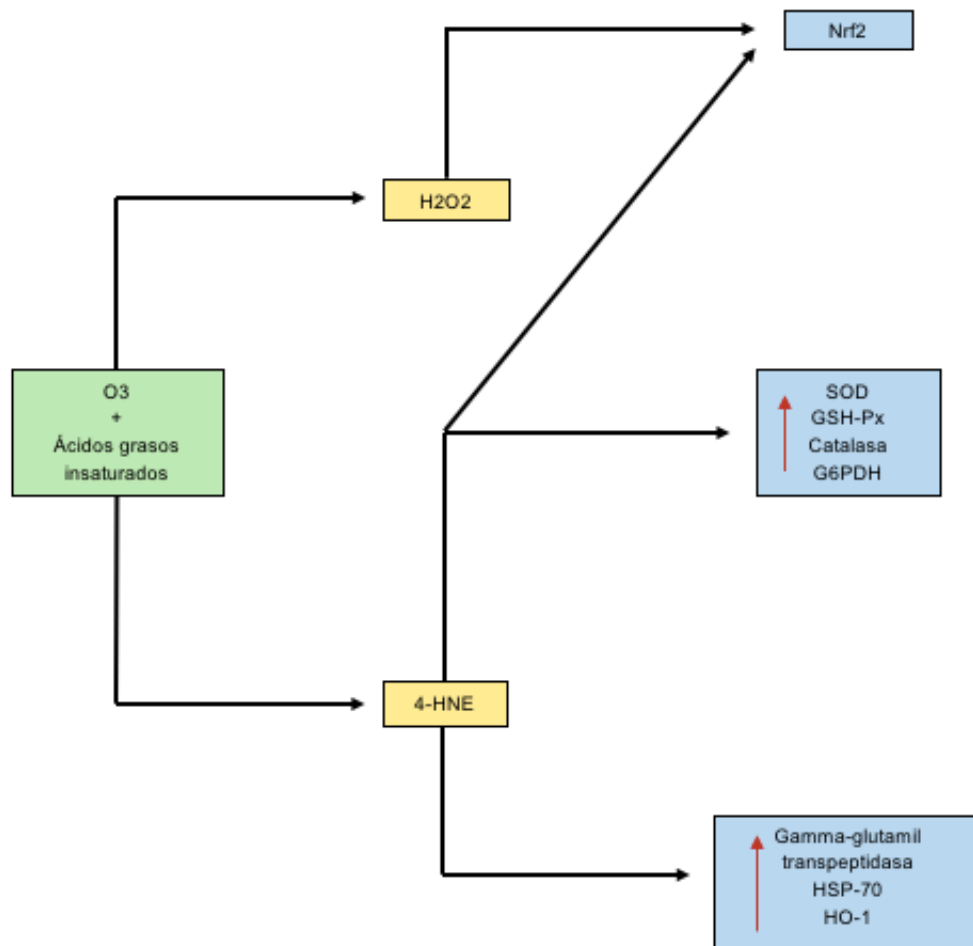 Nrf2
H2O2
O3
+
Ácidos grasos
insaturados
SOD
GSH-Px
Catalasa
G6PDH
4-HNE
Gamma-glutamil
transpeptidasa
HSP-70
HO-1